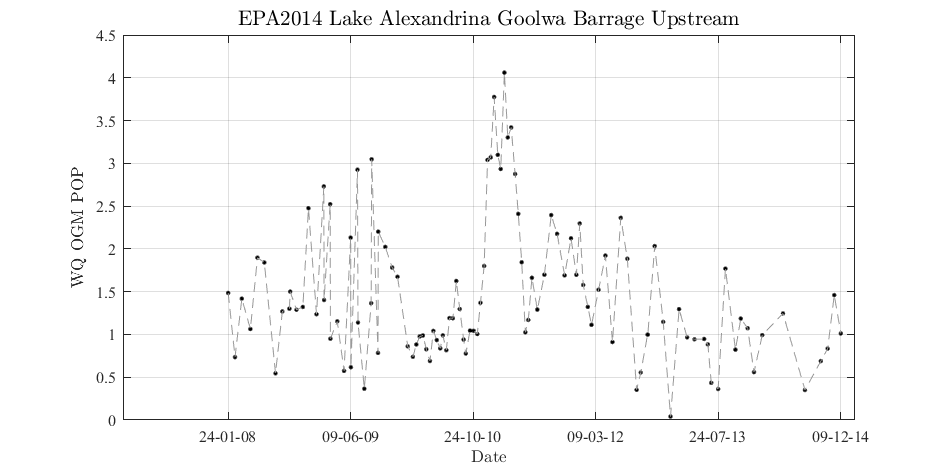 EPA2014 Lake Alexandrina Goolwa Barrage Upstream
4.5
4
3.5
3
2.5
2
1.5
1
0.5
0
WQ OGM POP
24-01-08 09-06-09 24-10-10 09-03-12 24-07-13 09-12-14
Date